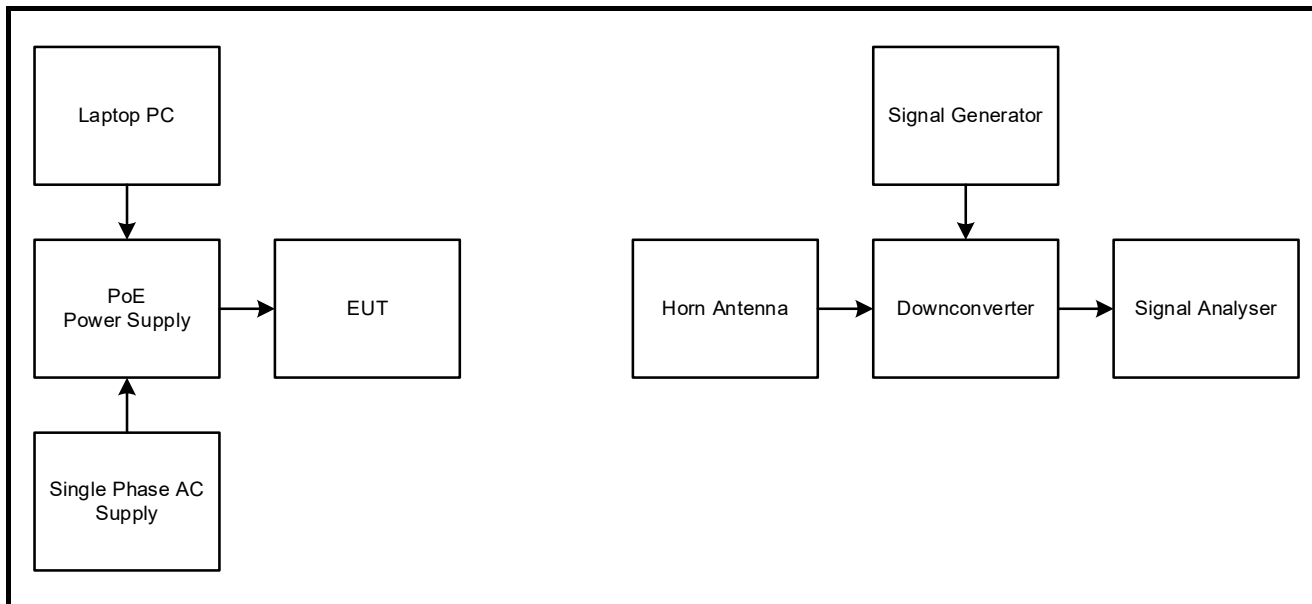 Laptop PC
Signal Generator
PoE
Power Supply
EUT
Horn Antenna
Downconverter
Signal Analyser
Single Phase AC
Supply